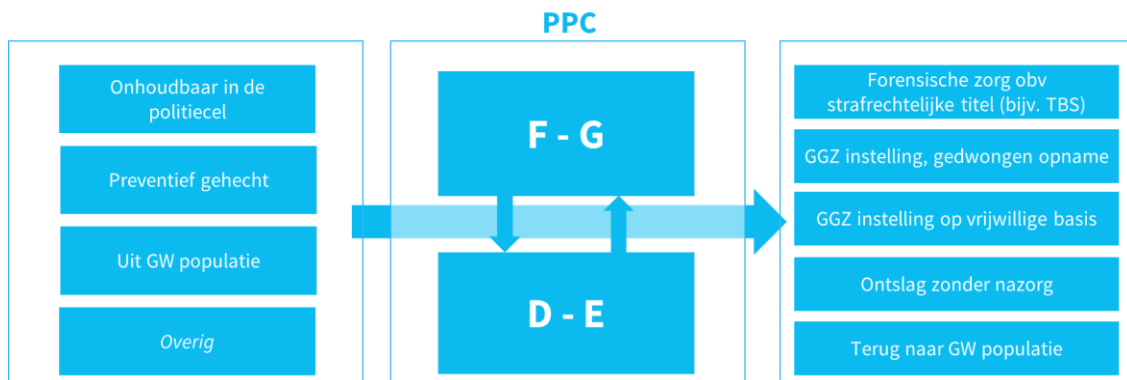 PPC
Onhoudbaar in de
politiecel
Preventief gehecht
Uit GW populatie
Overig
F - G
D - E
Forensische zorg obv
strafrechtelijke titel (bijv. TBS)
GGZ instelling, gedwongen opname
GGZ instelling op vrijwillige basis
Ontslag zonder nazorg
Terug naar GW populatie